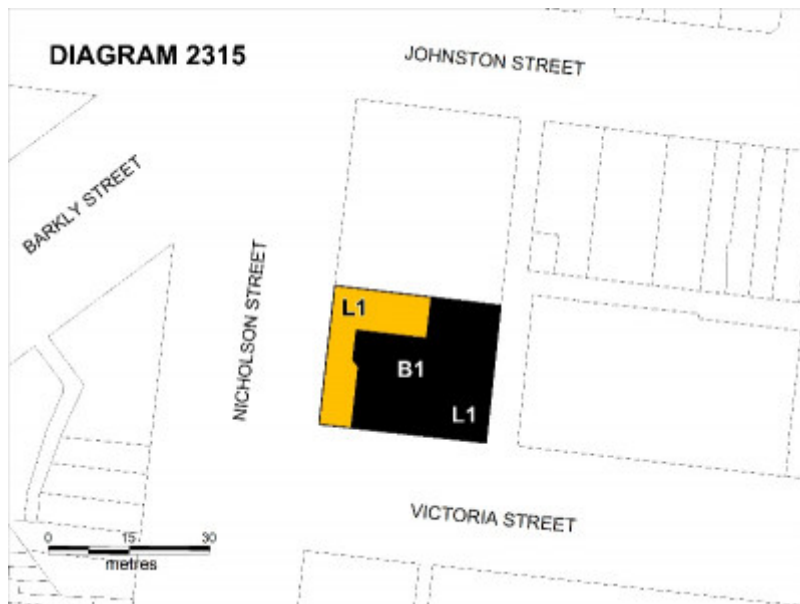 DIAGRAM 2315
JOHNSTON STREET
BARKLY STREET
NICHOLSON STREET
L1
B1
L1
VICTORIA STREET
0 15 30
metres